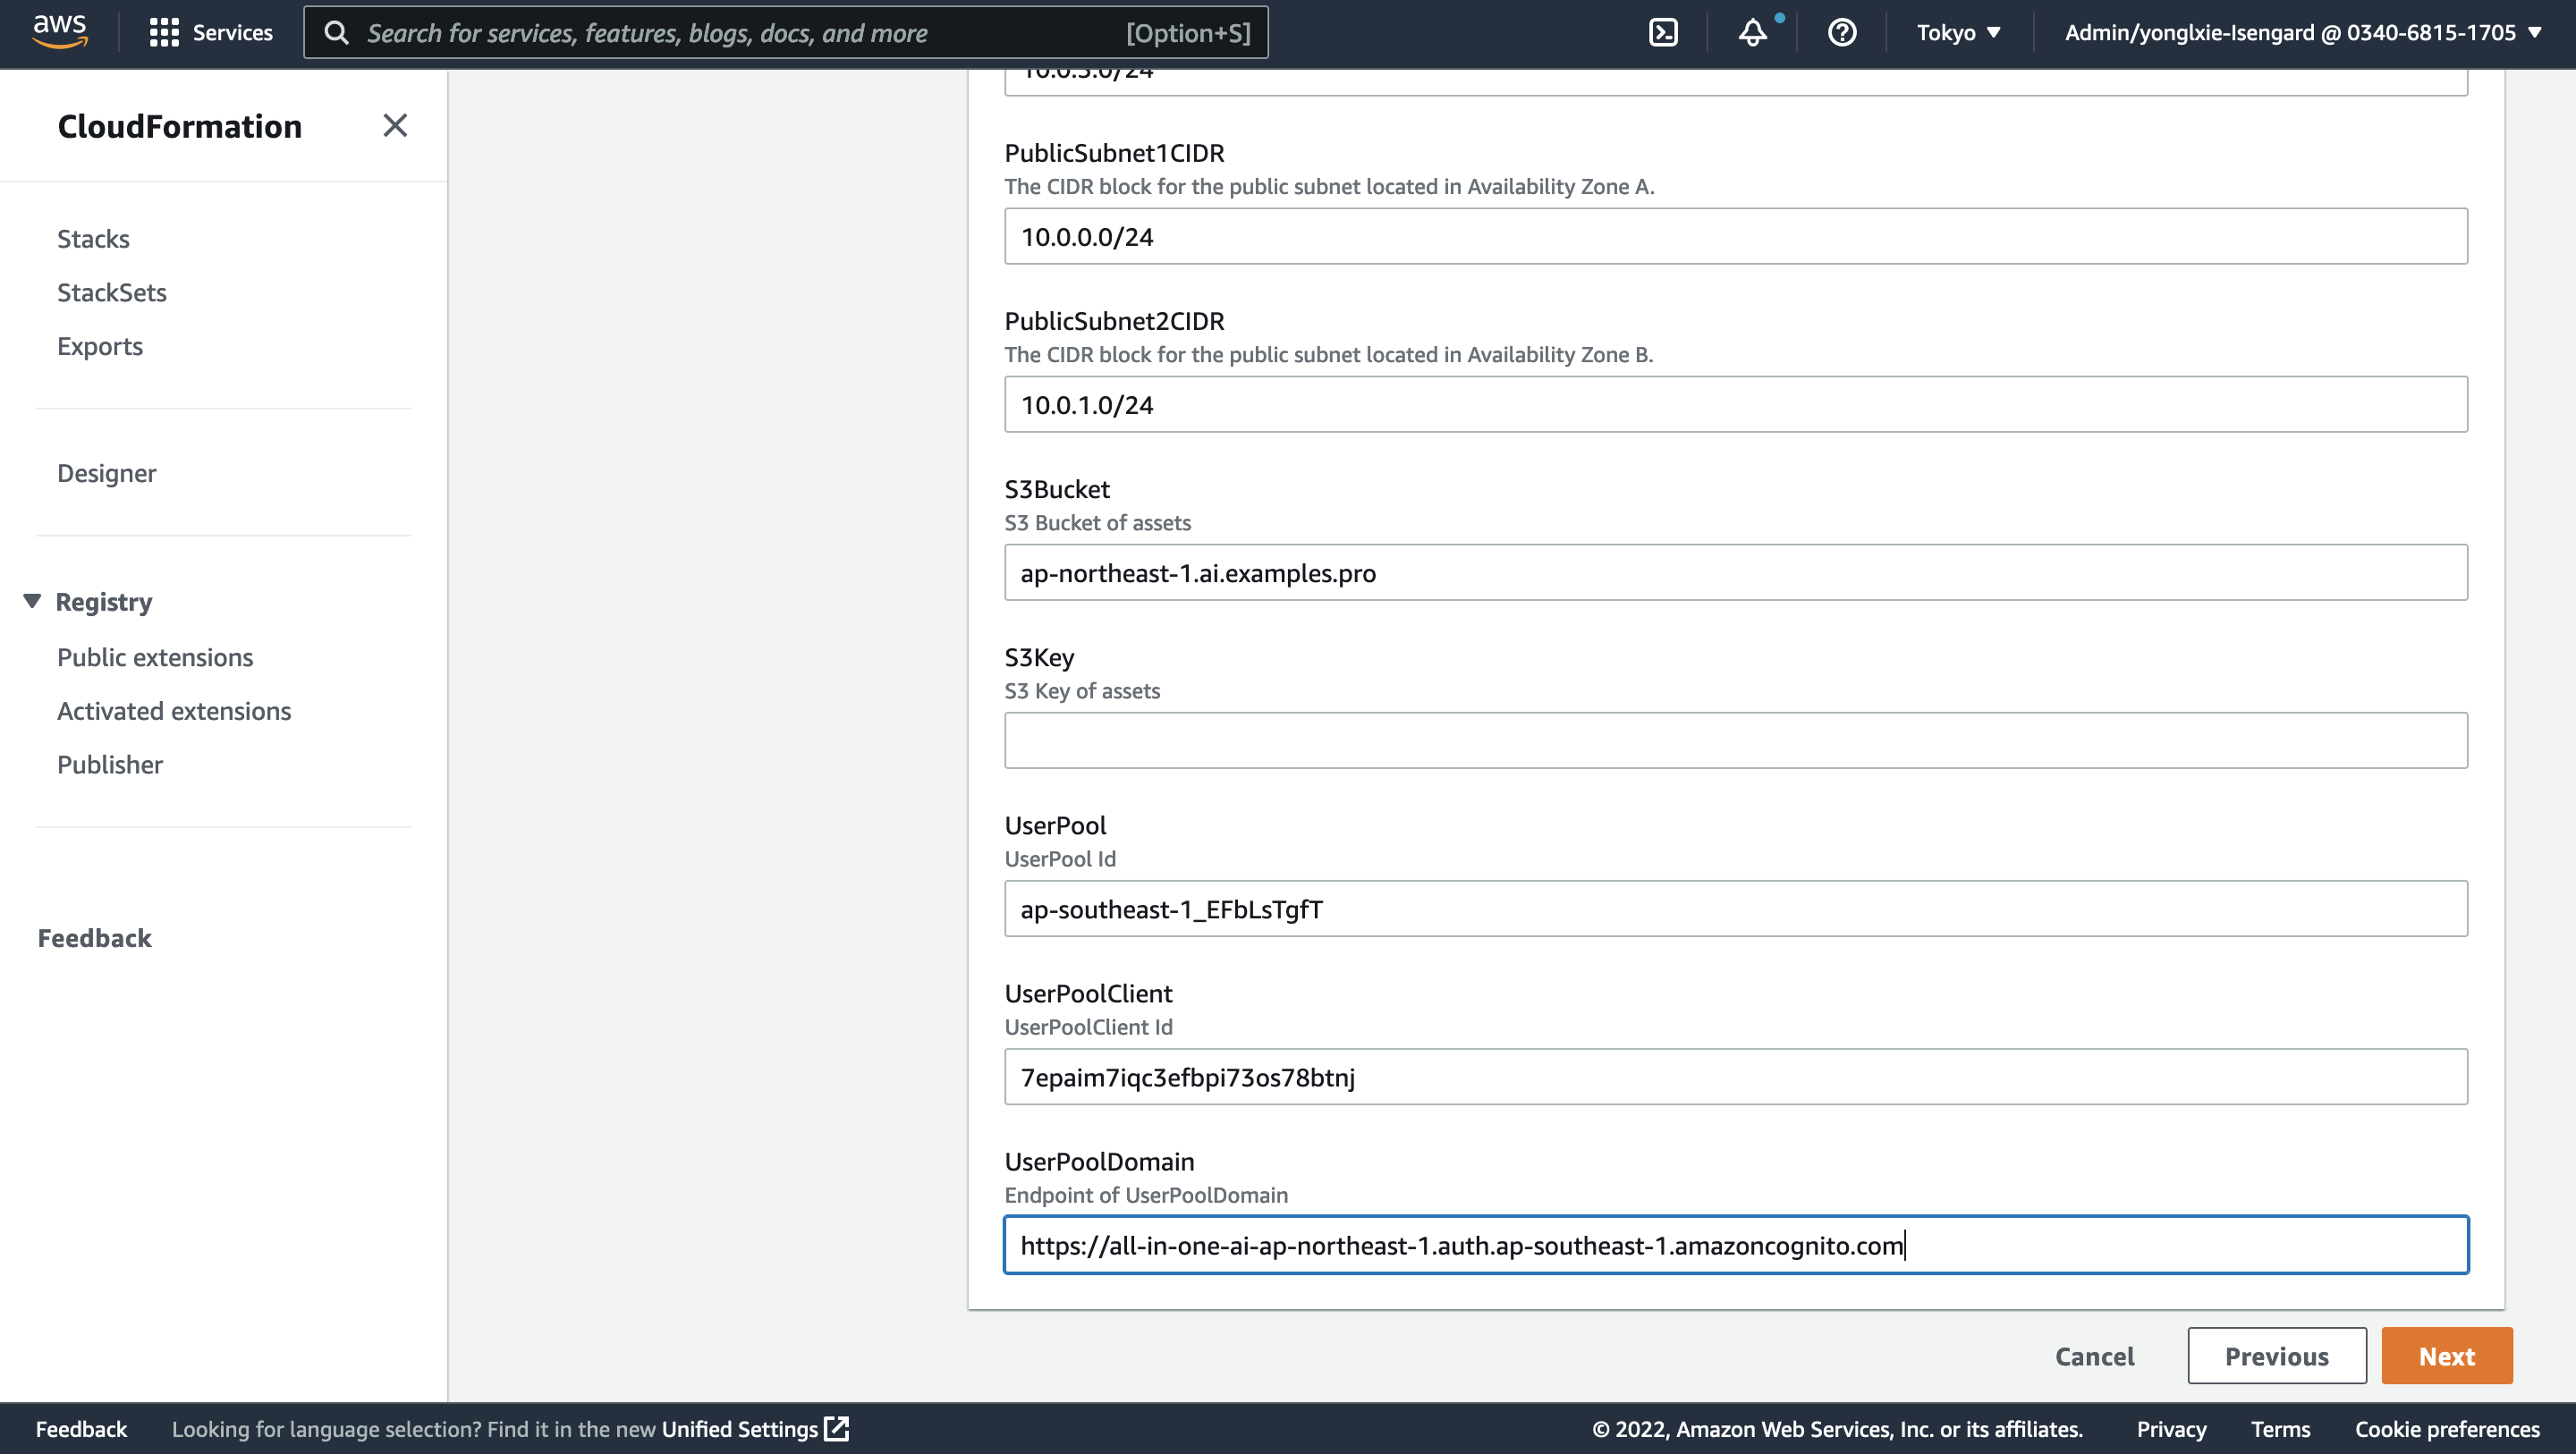 aws
Services
Search for services, features, blogs, docs, and more
[Option+S]
Tokyo
Admin/yonglxie-Isengard @ 0340-6815-1705
CloudFormation
Stacks
StackSets
Exports
Designer
Registry
Public extensions
Activated extensions
Publisher
Feedback
10.0.3.0/24
PublicSubnet1CIDR
The CIDR block for the public subnet located in Availability Zone A.
10.0.0.0/24
PublicSubnet2CIDR
The CIDR block for the public subnet located in Availability Zone B.
10.0.1.0/24
S3Bucket
S3 Bucket of assets
ap-northeast-1.ai.examples.pro
S3Key
S3 Key of assets
UserPool
UserPool Id
ap-southeast-1_EFbLsTgfT
UserPoolClient
UserPoolClient Id
7epaim7iqc3efbpi73os78btnj
UserPoolDomain
Endpoint of UserPoolDomain
https://all-in-one-ai-ap-northeast-1.auth.ap-southeast-1.amazoncognito.com
Cancel
Previous
Next
Feedback
Looking for language selection? Find it in the new Unified Settings
© 2022, Amazon Web Services, Inc. or its affiliates.
Privacy
Terms
Cookie preferences